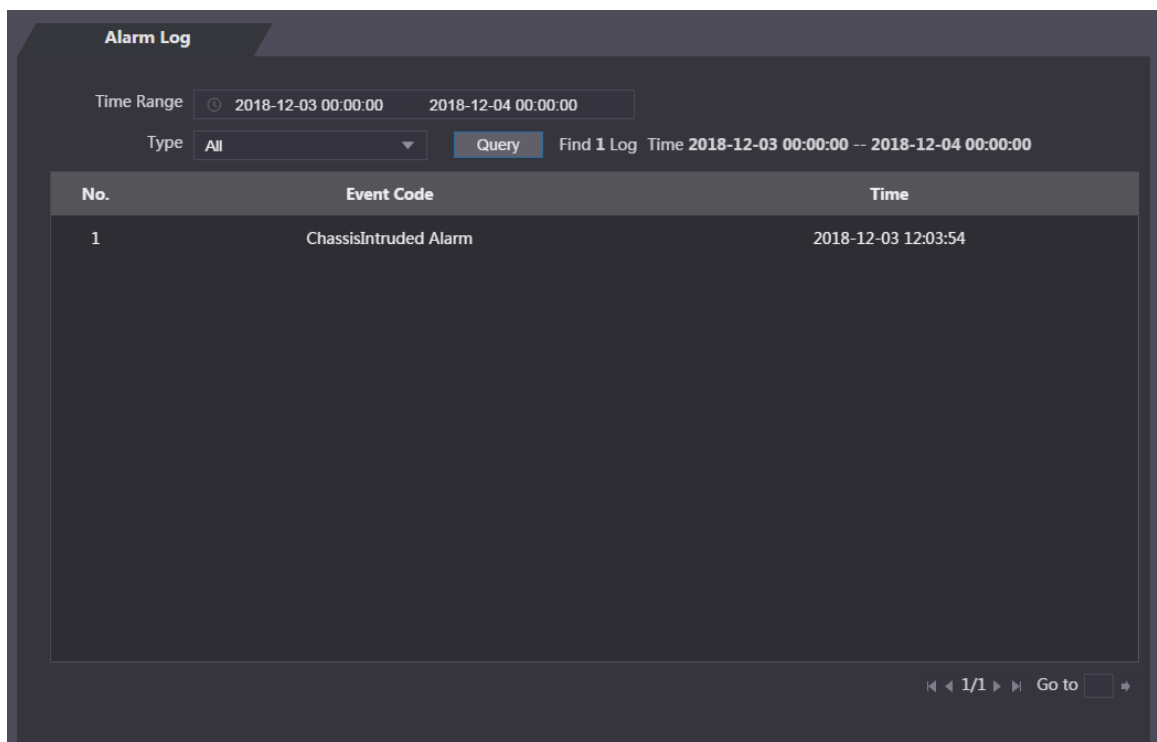 Alarm Log
Time Range 2018-12-03 00:00:00 2018-12-04 00:00:00
Type All Query Find 1 Log Time 2018-12-03 00:00:00 -- 2018-12-04 00:00:00
No. Event Code Time
1 ChassisIntruded Alarm 2018-12-03 12:03:54
1/1 Go to